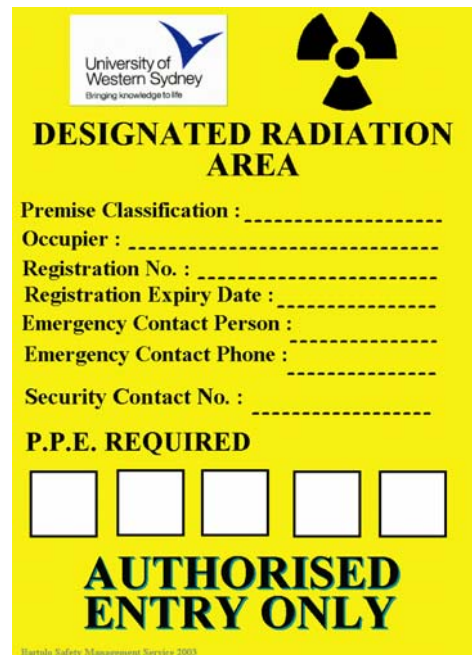 University of
Western Sydney
Bringing knowledge to life
DESIGNATED RADIATION
AREA
Premise Classification :
Occupier :
Registration No. :
Registration Expiry Date :
Emergency Contact Person :
Emergency Contact Phone :
Security Contact No. :
P.P.E. REQUIRED
AUTHORISED
ENTRY ONLY
Bartolo Safety Management Service 2003